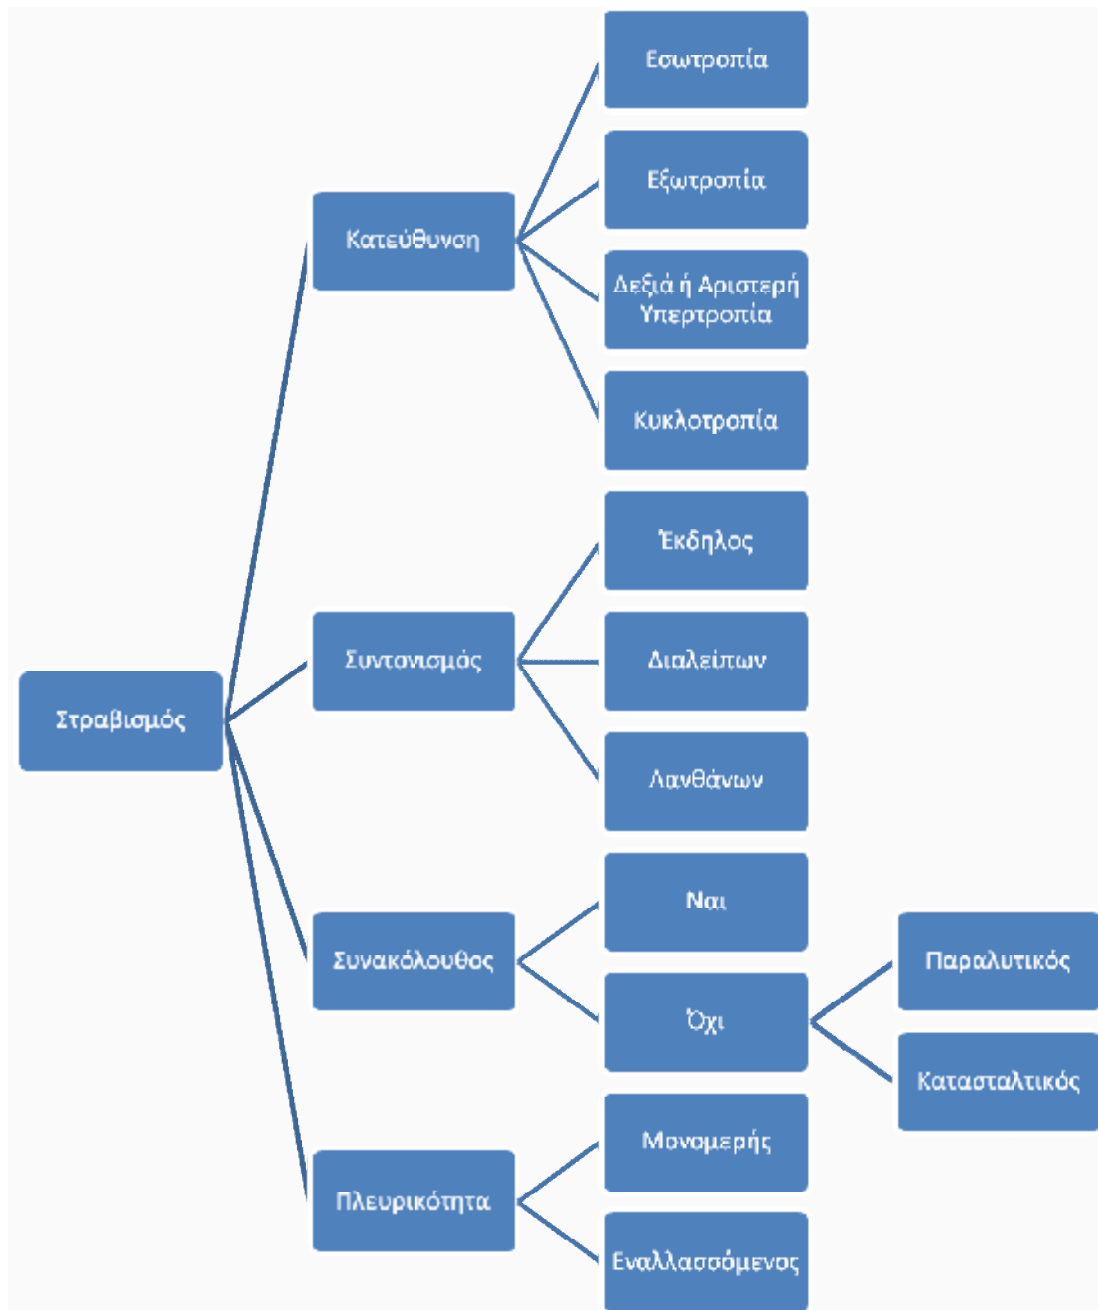 Εσωτροπία
Εξωτροπία
Κατεύθυνση
Δεξιά ή Αριστερή
Υπερτροπία
Κυκλοτροπία
Έκδηλος
Συντονισμός
Διαλείπων
Στραβισμός
Λανθάνων
Ναι
Συνακόλουθος
Παραλυτικός
Όχι
Κατασταλτικός
Μονομερής
Πλευρικότητα
Εναλλασσόμενος